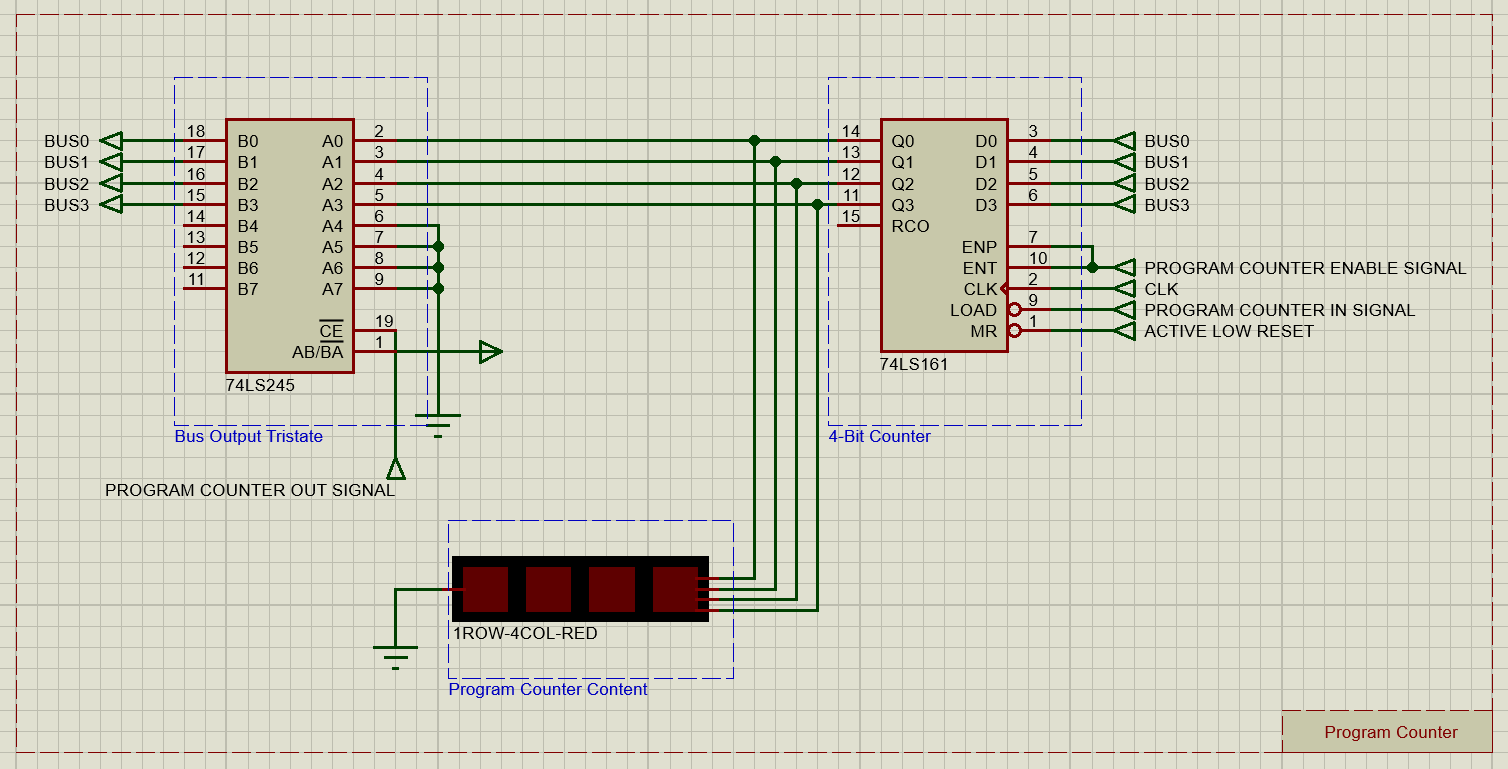 BUS0
BUS1
BUS2
BUS3
18 B0 A0 2
17 B1 A1 3
16 B2 A2 4
15 B3 A3 5
14 B4 A4 6
13 B5 A5 7
12 B6 A6 8
11 B7 A7 9
CE 19
AB/BA 1
74LS245
Bus Output Tristate
PROGRAM COUNTER OUT SIGNAL
14 Q0 D0 3 BUS0
13 Q1 D1 4 BUS1
12 Q2 D2 5 BUS2
11 Q3 D3 6 BUS3
15 RCO
ENP 7
ENT 10 PROGRAM COUNTER ENABLE SIGNAL
CLK 2 CLK
LOAD 9 PROGRAM COUNTER IN SIGNAL
MR 1 ACTIVE LOW RESET
74LS161
4-Bit Counter
1ROW-4COL-RED
Program Counter Content
Program Counter